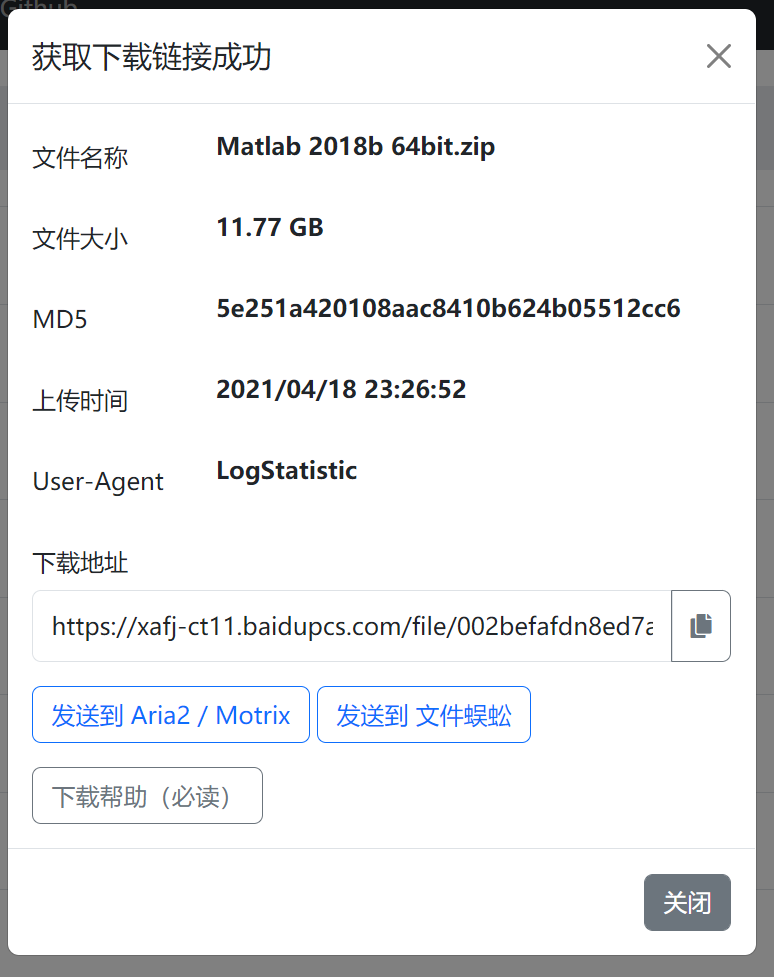 Github
获取下载链接成功
文件名称 Matlab 2018b 64bit.zip
文件大小 11.77 GB
MD5 5e251a420108aac8410b624b05512cc6
上传时间 2021/04/18 23:26:52
User-Agent LogStatistic
下载地址
https://xafj-ct11.baidupcs.com/file/002befafdn8ed7a
发送到 Aria2 / Motrix 发送到 文件蜈蚣
下载帮助（必读）
关闭